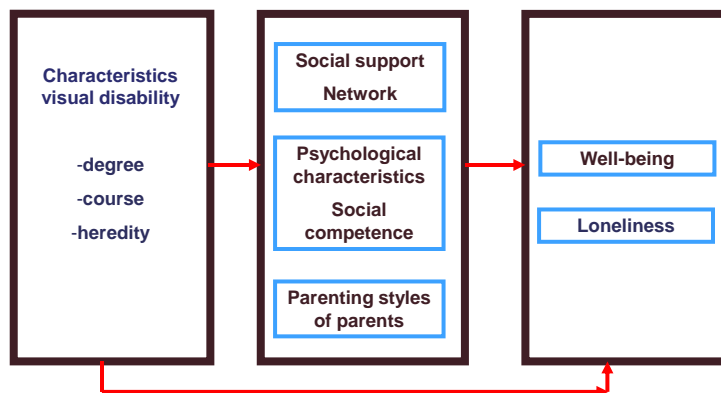 Characteristics
visual disability
-degree
-course
-heredity
Social support
Network
Psychological
characteristics
Social
competence
Parenting styles
of parents
Well-being
Loneliness